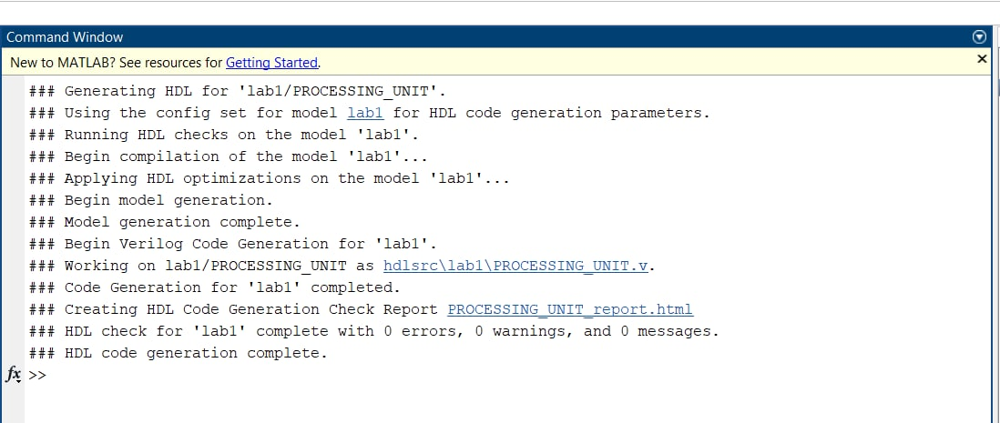 Command Window
New to MATLAB? See resources for Getting Started.
### Generating HDL for 'lab1/PROCESSING_UNIT'.
### Using the config set for model lab1 for HDL code generation parameters.
### Running HDL checks on the model 'lab1'.
### Begin compilation of the model 'lab1'...
### Applying HDL optimizations on the model 'lab1'...
### Begin model generation.
### Model generation complete.
### Begin Verilog Code Generation for 'lab1'.
### Working on lab1/PROCESSING_UNIT as hdlsrc\lab1\PROCESSING_UNIT.v.
### Code Generation for 'lab1' completed.
### Creating HDL Code Generation Check Report PROCESSING_UNIT_report.html
### HDL check for 'lab1' complete with 0 errors, 0 warnings, and 0 messages.
### HDL code generation complete.
fx >>